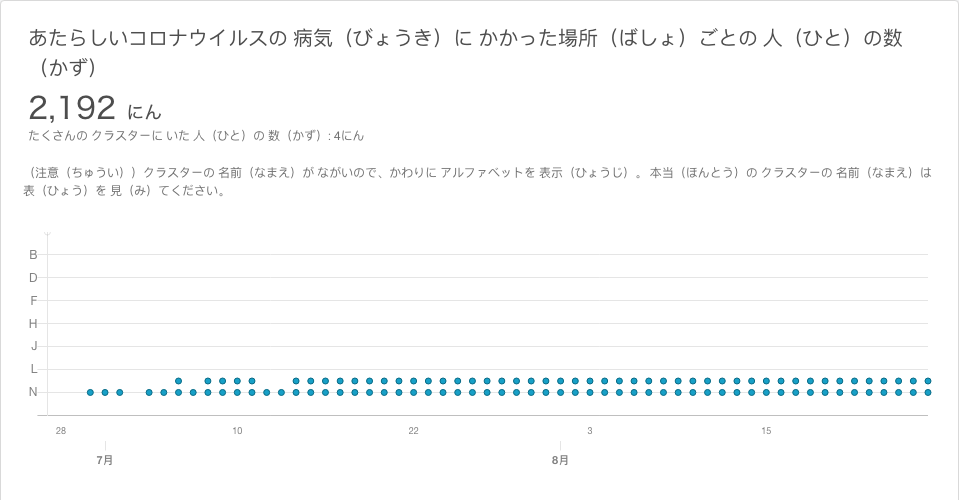 あたらしいコロナウイルスの 病気（びょうき）に かかった場所（ばしょ）ごとの 人（ひと）の数
（かず）
2,192 にん
たくさんの クラスターに いた 人（ひと）の 数（かず）: 4にん
（注意（ちゅうい））クラスターの 名前（なまえ）が ながいので、かわりに アルファベットを 表示（ひょうじ）。 本当（ほんとう）の クラスターの 名前（なまえ）は
表（ひょう）を 見（み）てください。
B
D
F
H
J
L
N
28 10 22 3 15
7月 8月